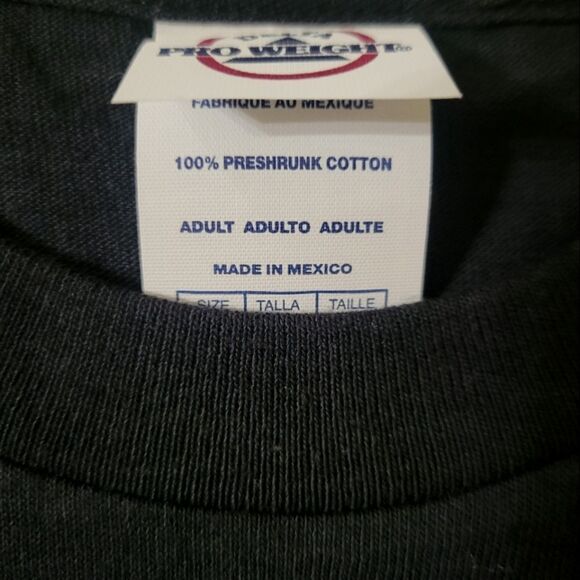 PRO WEIGHT
FABRIQUE AU MEXIQUE
100% PRESHRUNK COTTON
ADULT ADULTO ADULTE
MADE IN MEXICO
SIZE TALLA TAILLE